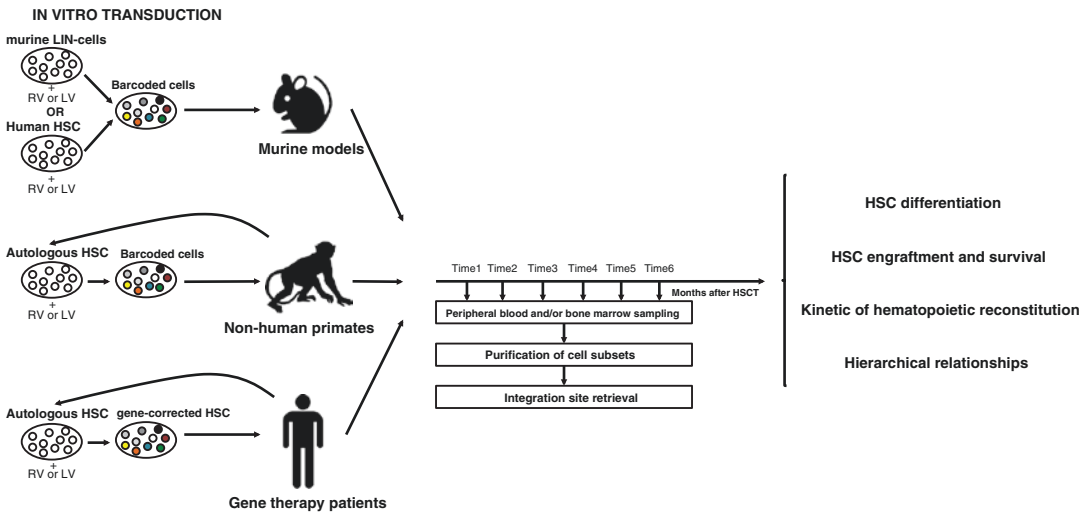 IN VITRO TRANSDUCTION
murine LIN-cells
+
RV or LV
OR
Human HSC
+
RV or LV
Barcoded cells
Murine models
Autologous HSC
+
RV or LV
Barcoded cells
Non-human primates
Autologous HSC
+
RV or LV
gene-corrected HSC
Gene therapy patients
Time1 Time2 Time3 Time4 Time5 Time6
Months after HSCT
Peripheral blood and/or bone marrow sampling
Purification of cell subsets
Integration site retrieval
HSC differentiation
HSC engraftment and survival
Kinetic of hematopoietic reconstitution
Hierarchical relationships